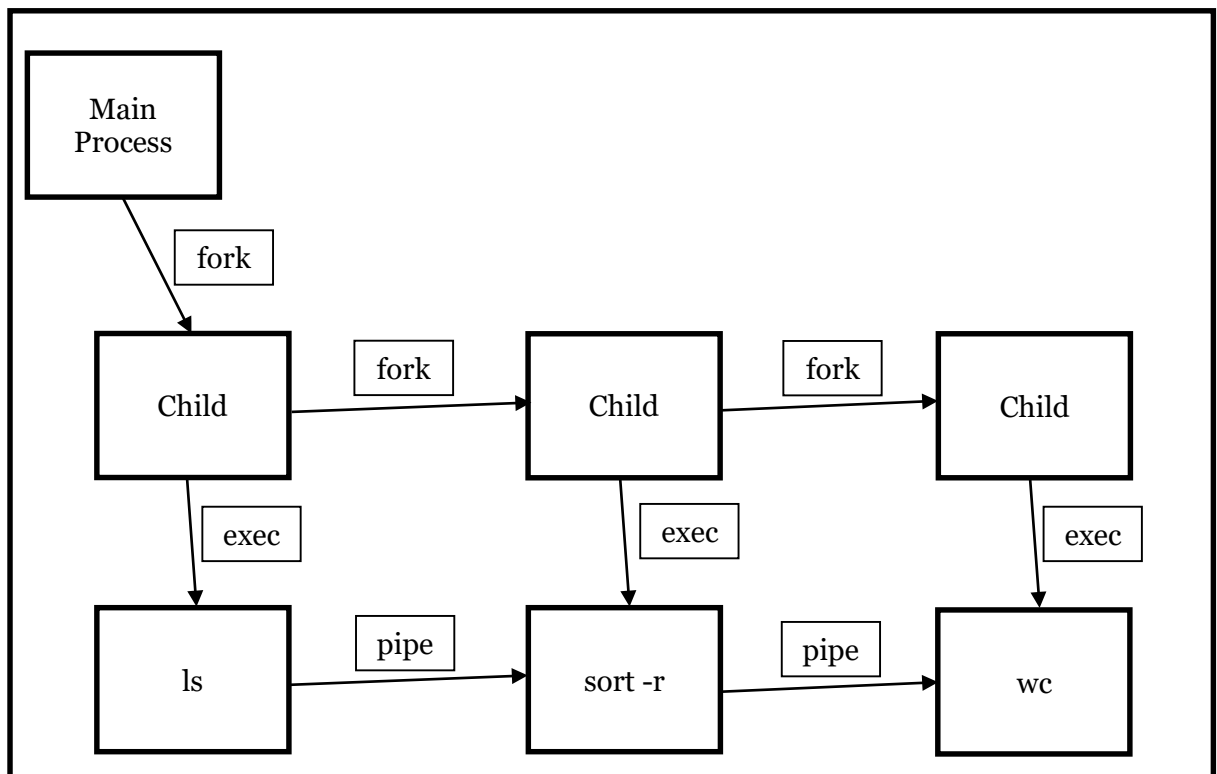 Main
Process
fork
fork
fork
Child
Child
Child
exec
exec
exec
pipe
pipe
ls
sort -r
wc